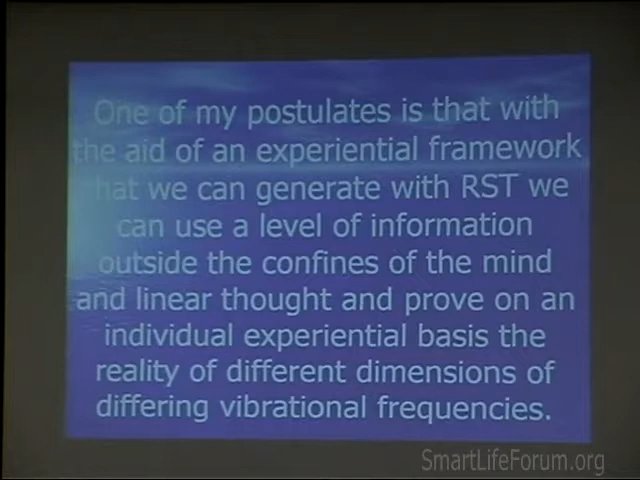 One of my postulates is that with
the aid of an experiential framework
that we can generate with RST we
can use a level of information
outside the confines of the mind
and linear thought and prove on an
individual experiential basis the
reality of different dimensions of
differing vibrational frequencies.
SmartLifeForum.org